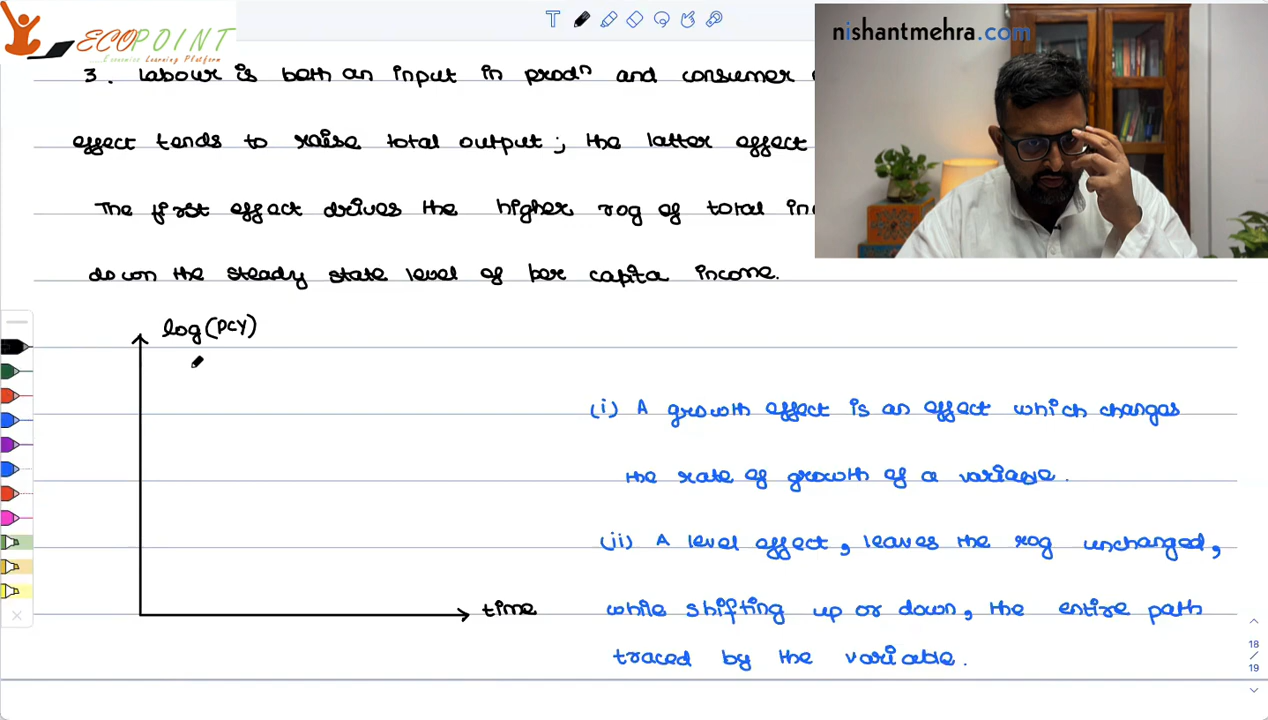 ECOPOINT
Economics Learning Platform
nishantmehra.com
3. Labour is both an input in prodⁿ and consumer
effect tends to raise total output; the latter effect
The first effect drives the higher rog of total in
down the steady state level of per capita income.
log(PCY)
time
(i) A growth effect is an effect which changes
the rate of growth of a variable.
(ii) A level effect, leaves the rog unchanged,
while shifting up or down, the entire path
traced by the variable.
18
/
19